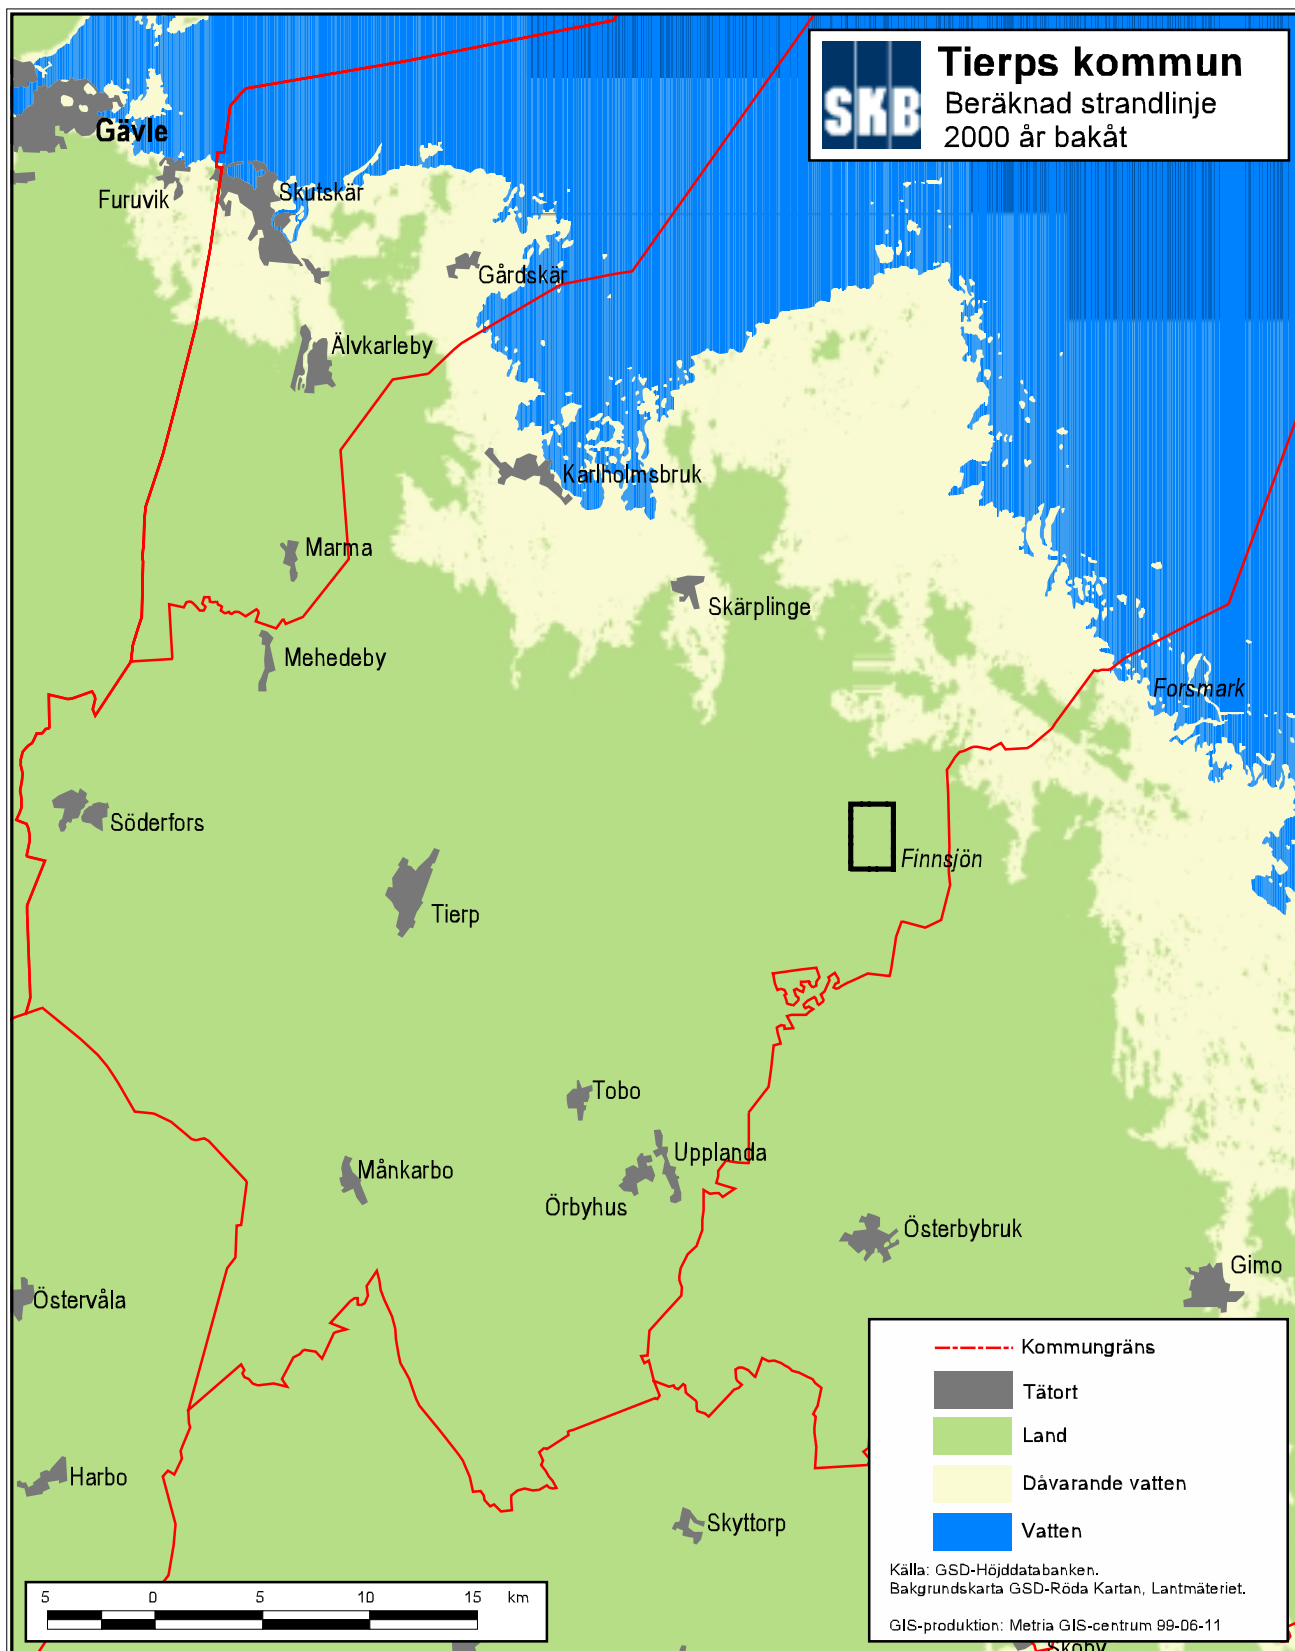 SKB
Tierps kommun
Beräknad strandlinje
2000 år bakåt
Gävle
Furuvik
Skutskär
Gårdskär
Älvkarleby
Karlholmsbruk
Marma
Skärplinge
Mehedeby
Forsmark
Söderfors
Finnsjön
Tierp
Tobo
Upplanda
Månkarbo
Örbyhus
Österbybruk
Gimo
Östervåla
Harbo
Skyttorp
Kommungräns
Tätort
Land
Dåvarande vatten
Vatten
Källa: GSD-Höjddatabanken.
Bakgrundskarta GSD-Röda Kartan, Lantmäteriet.
GIS-produktion: Metria GIS-centrum 99-06-11
5 0 5 10 15 km
Skoby